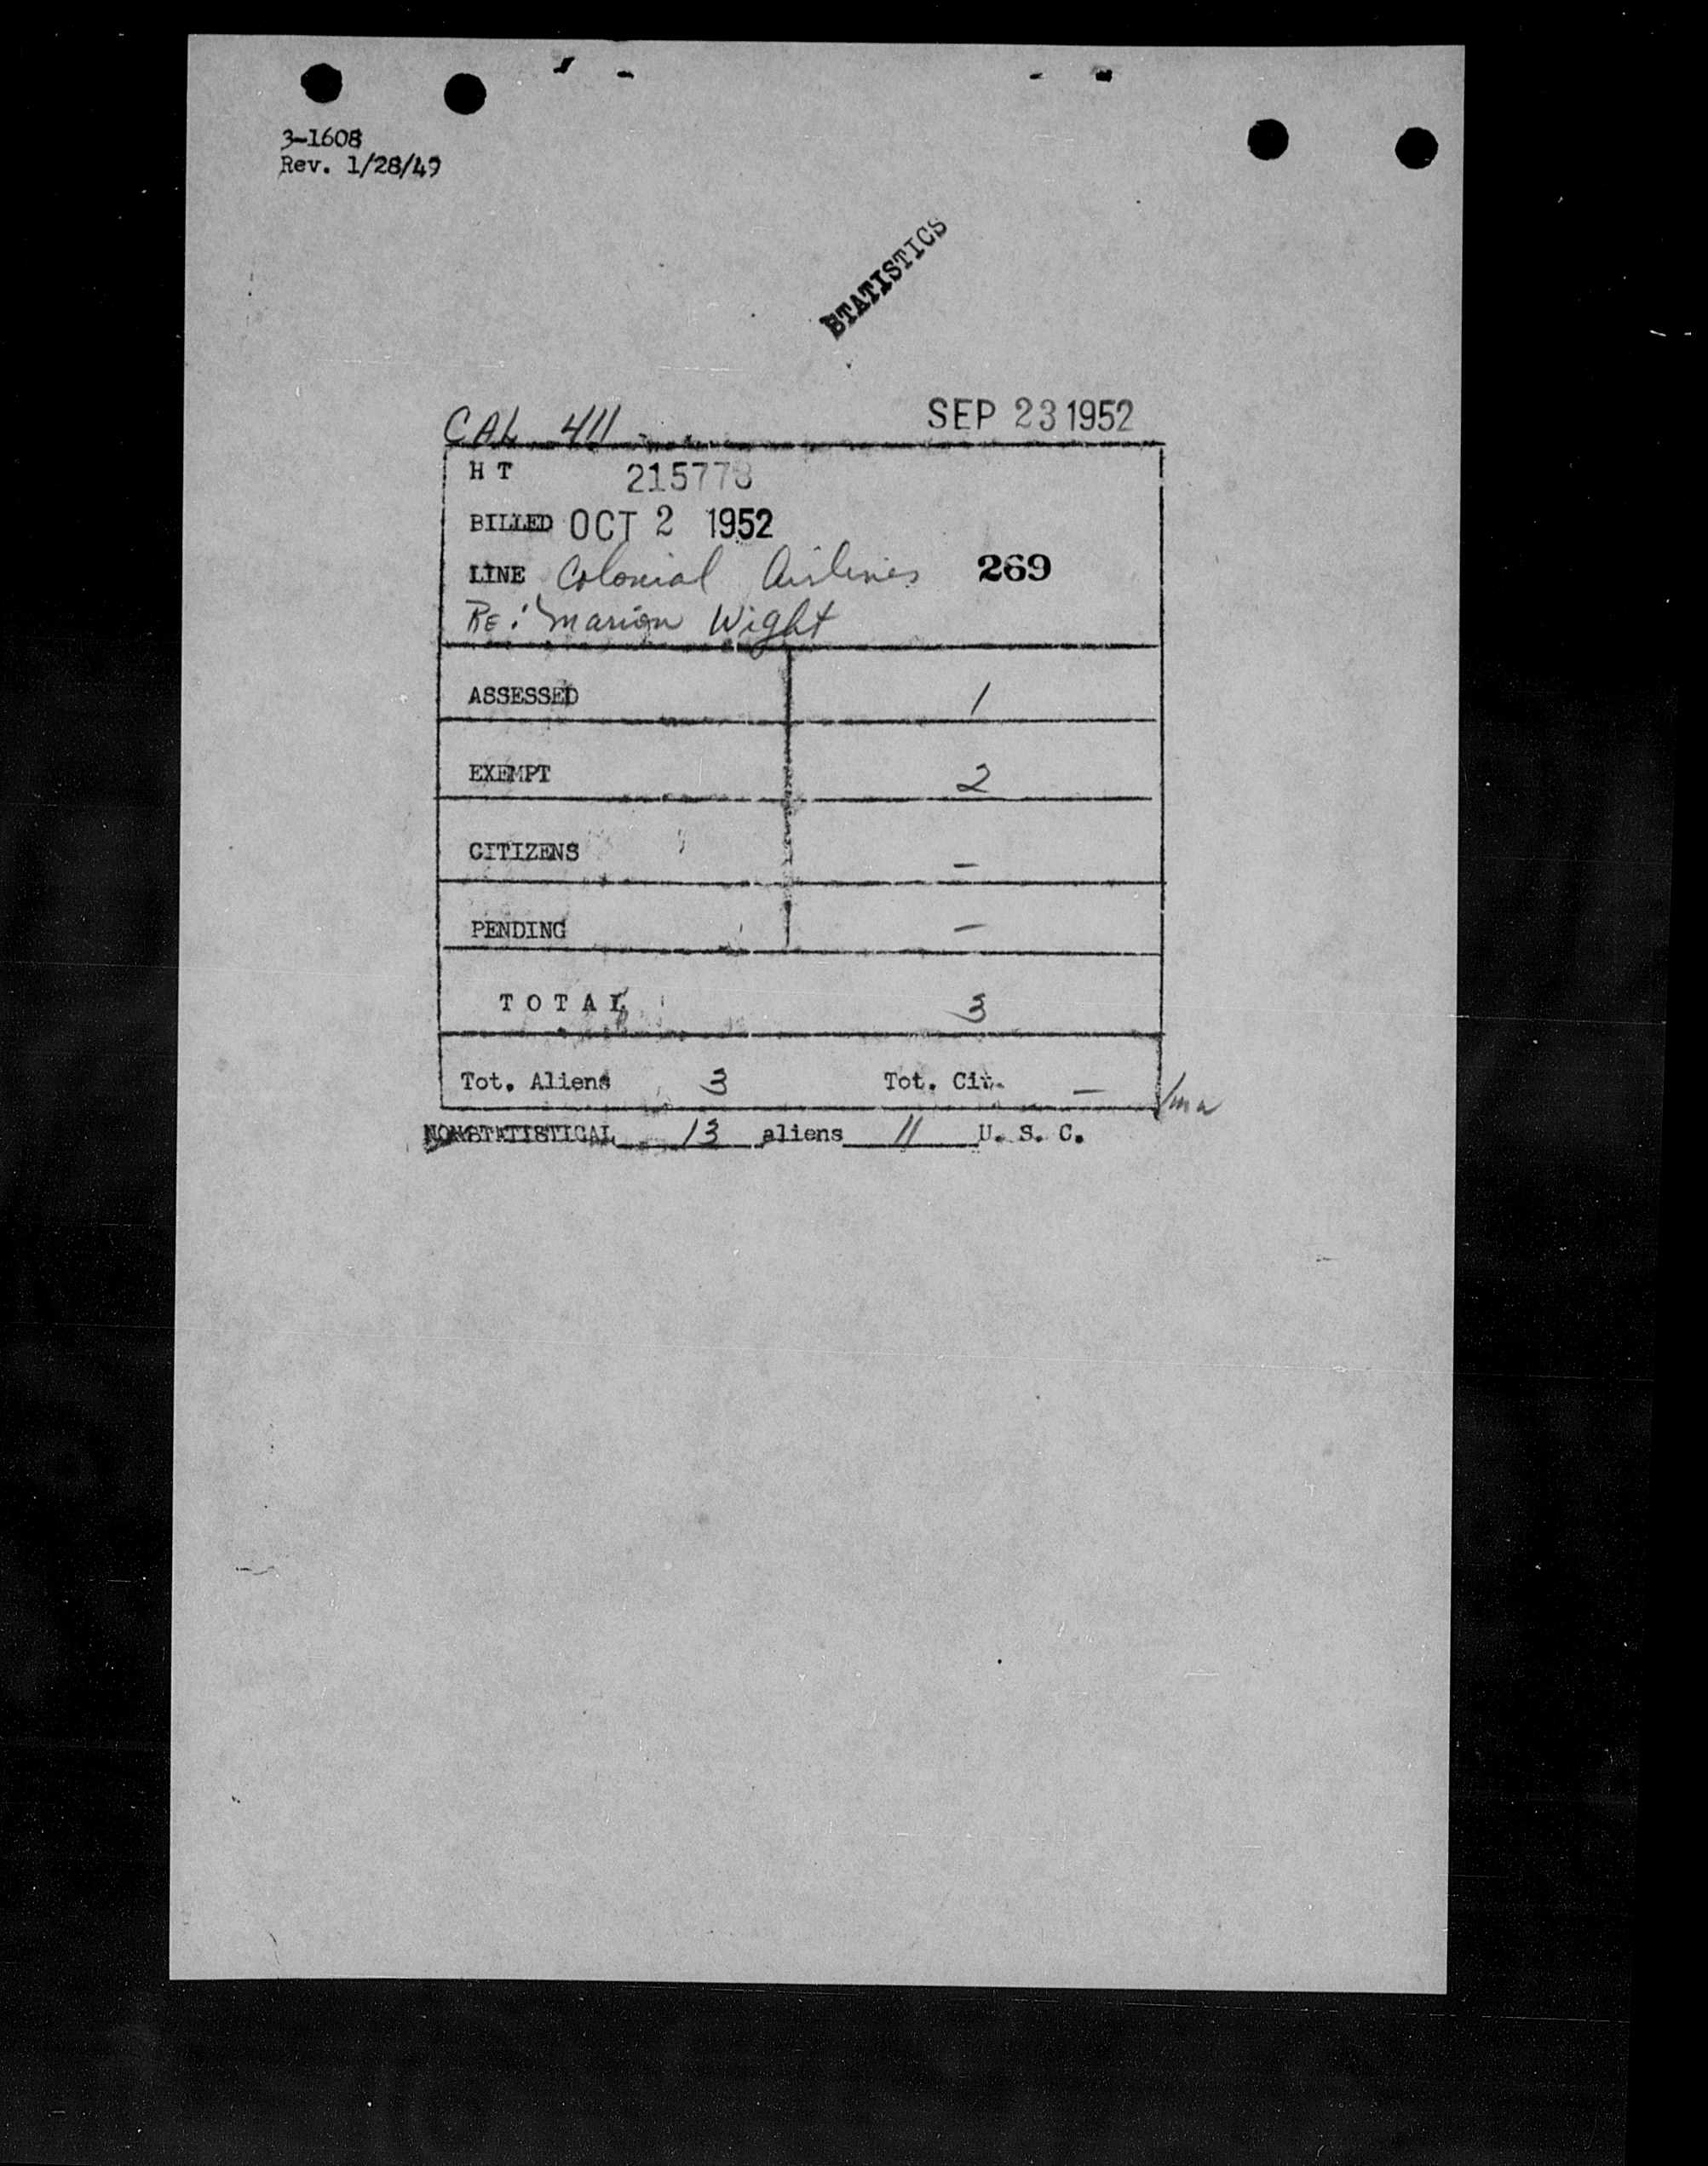 3-1608
Rev. 1/28/49
STATISTICS
CAL 411
SEP 23 1952
H T 215778
BILLED OCT 2 1952
LINE Colonial Airlines 269
RE: Marion Wight
ASSESSED 1
EXEMPT 2
CITIZENS –
PENDING –
T O T A L 3
Tot. Aliens 3 Tot. Cit. –
NONSTATISTICAL 13 aliens 11 U. S. C.